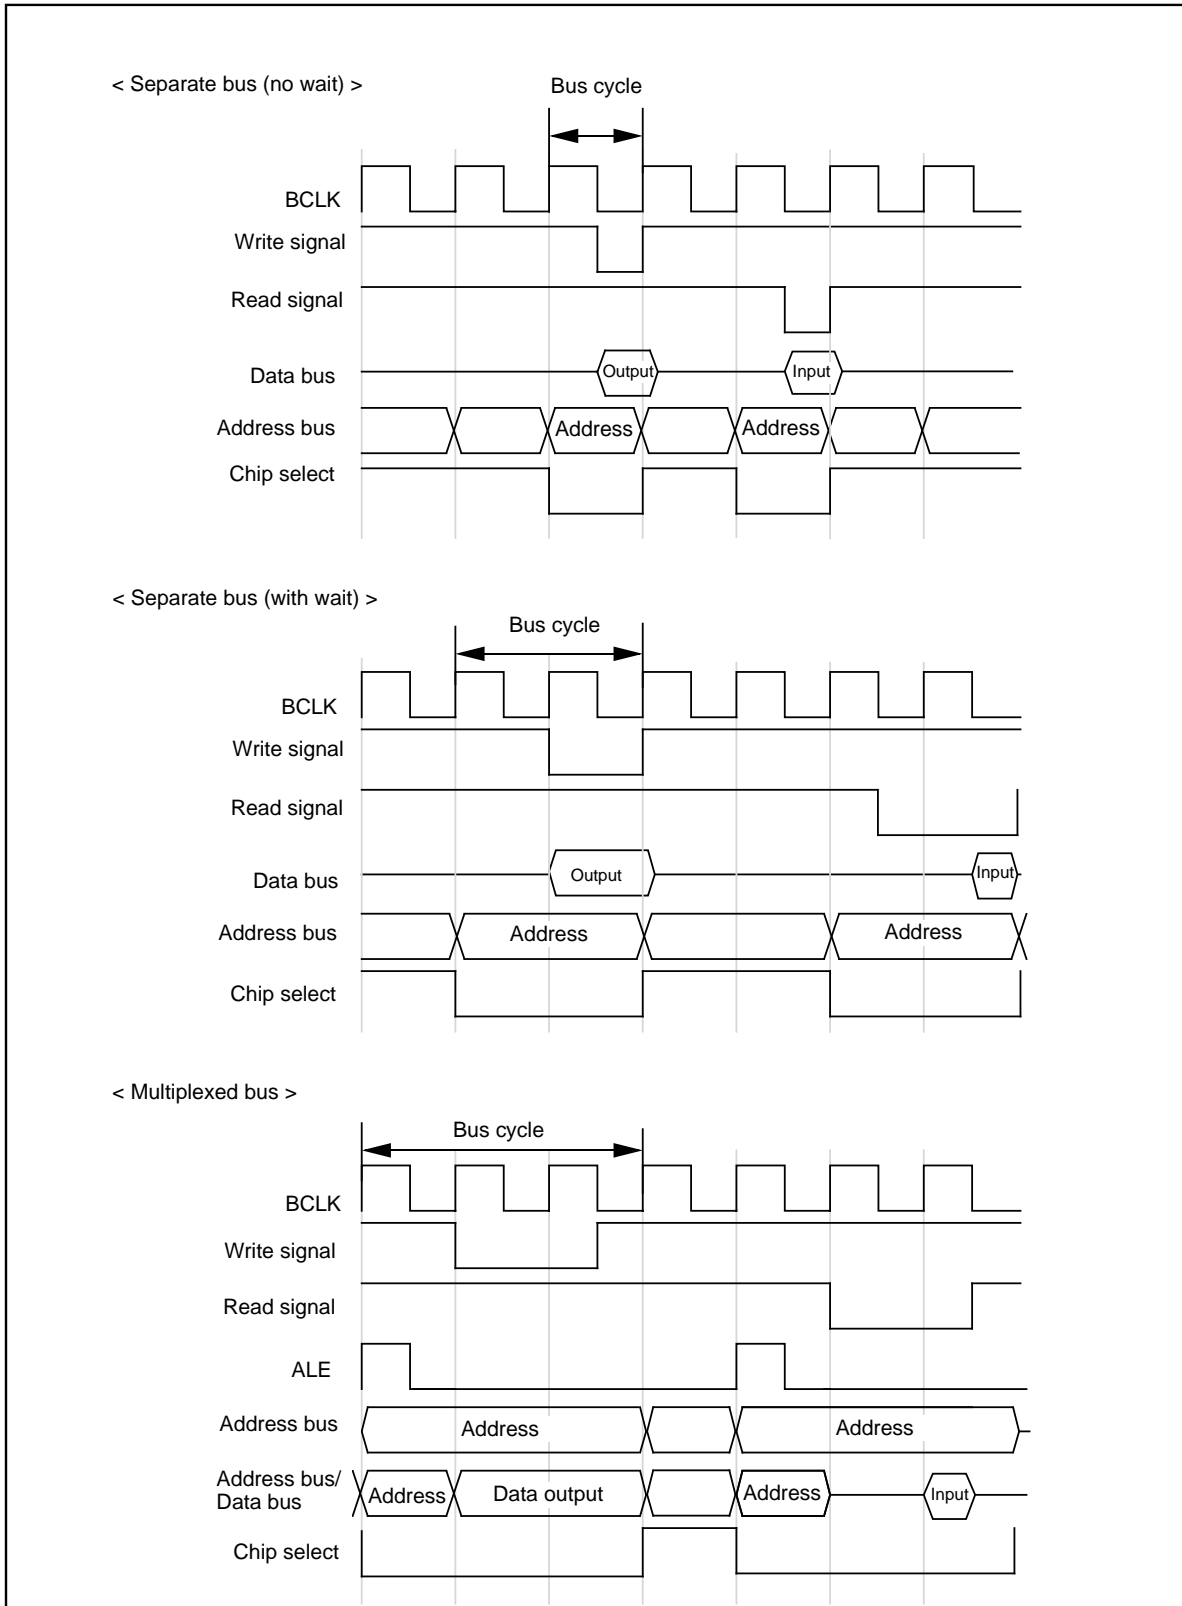 < Separate bus (no wait) >
Bus cycle
BCLK
Write signal
Read signal
Data bus
Output
Input
Address bus
Address
Address
Chip select
< Separate bus (with wait) >
Bus cycle
BCLK
Write signal
Read signal
Data bus
Output
Input
Address bus
Address
Address
Chip select
< Multiplexed bus >
Bus cycle
BCLK
Write signal
Read signal
ALE
Address bus
Address
Address
Address bus/
Data bus
Address
Data output
Address
Input
Chip select